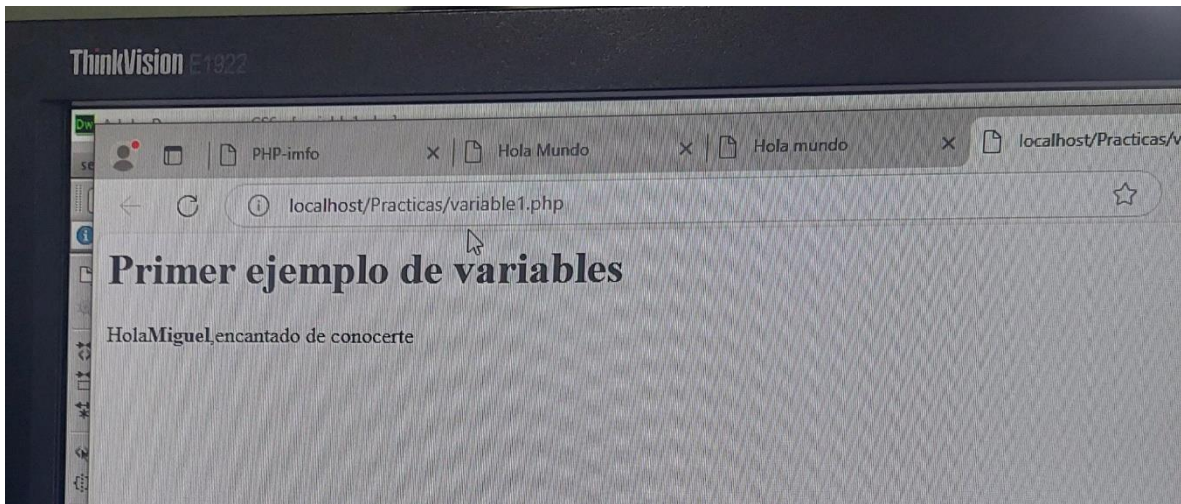 ThinkVision E1922
Dw
PHP-imfo
Hola Mundo
Hola mundo
localhost/Practicas/v
localhost/Practicas/variable1.php
Primer ejemplo de variables
HolaMiguel,encantado de conocerte